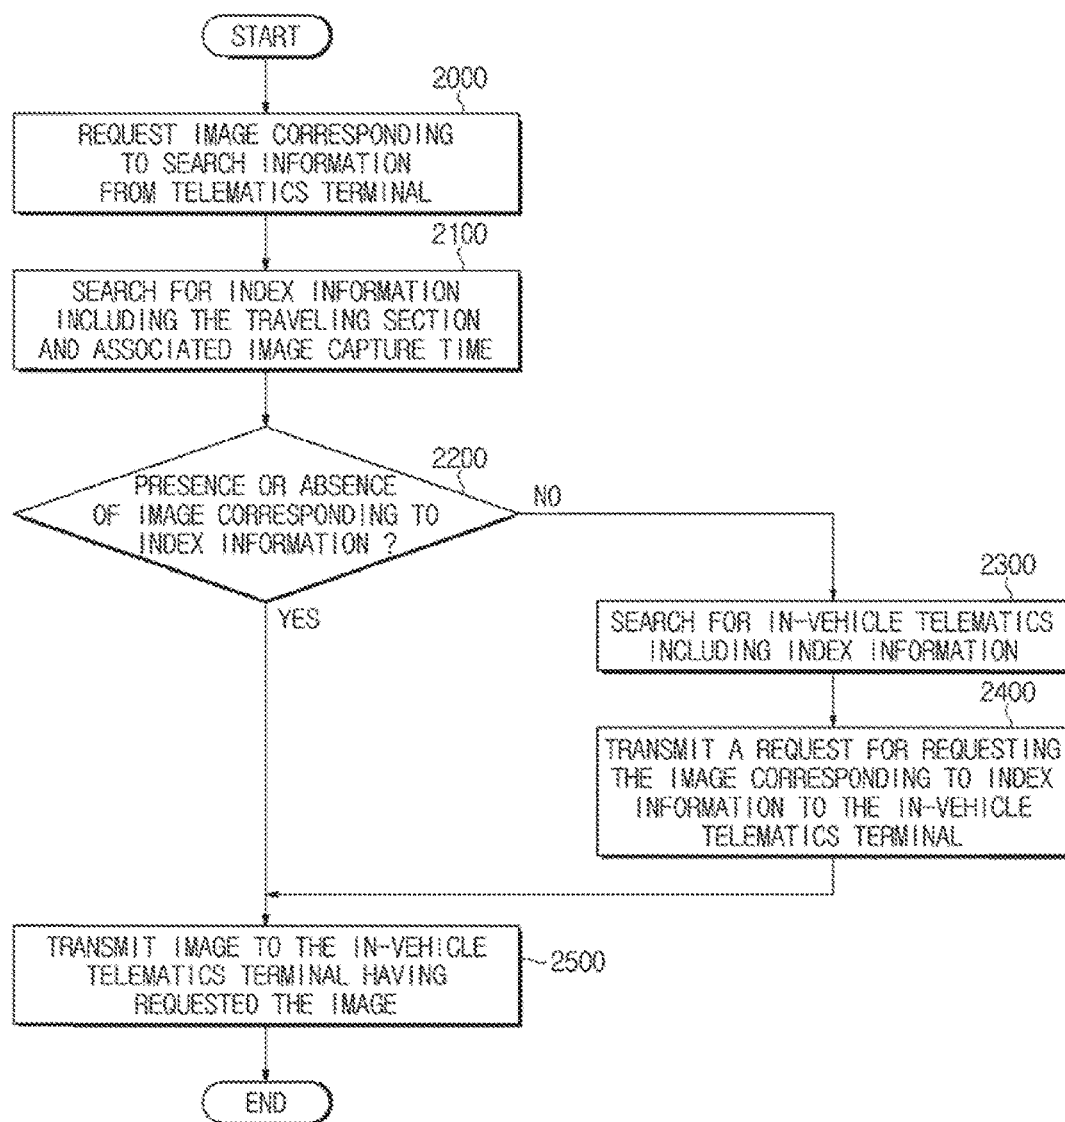 START
2000
REQUEST IMAGE CORRESPONDING
TO SEARCH INFORMATION
FROM TELEMATICS TERMINAL
2100
SEARCH FOR INDEX INFORMATION
INCLUDING THE TRAVELING SECTION
AND ASSOCIATED IMAGE CAPTURE TIME
2200
PRESENCE OR ABSENCE
OF IMAGE CORRESPONDING TO
INDEX INFORMATION ?
NO
YES
2300
SEARCH FOR IN-VEHICLE TELEMATICS
INCLUDING INDEX INFORMATION
2400
TRANSMIT A REQUEST FOR REQUESTING
THE IMAGE CORRESPONDING TO INDEX
INFORMATION TO THE IN-VEHICLE
TELEMATICS TERMINAL
TRANSMIT IMAGE TO THE IN-VEHICLE
TELEMATICS TERMINAL HAVING
REQUESTED THE IMAGE
2500
END